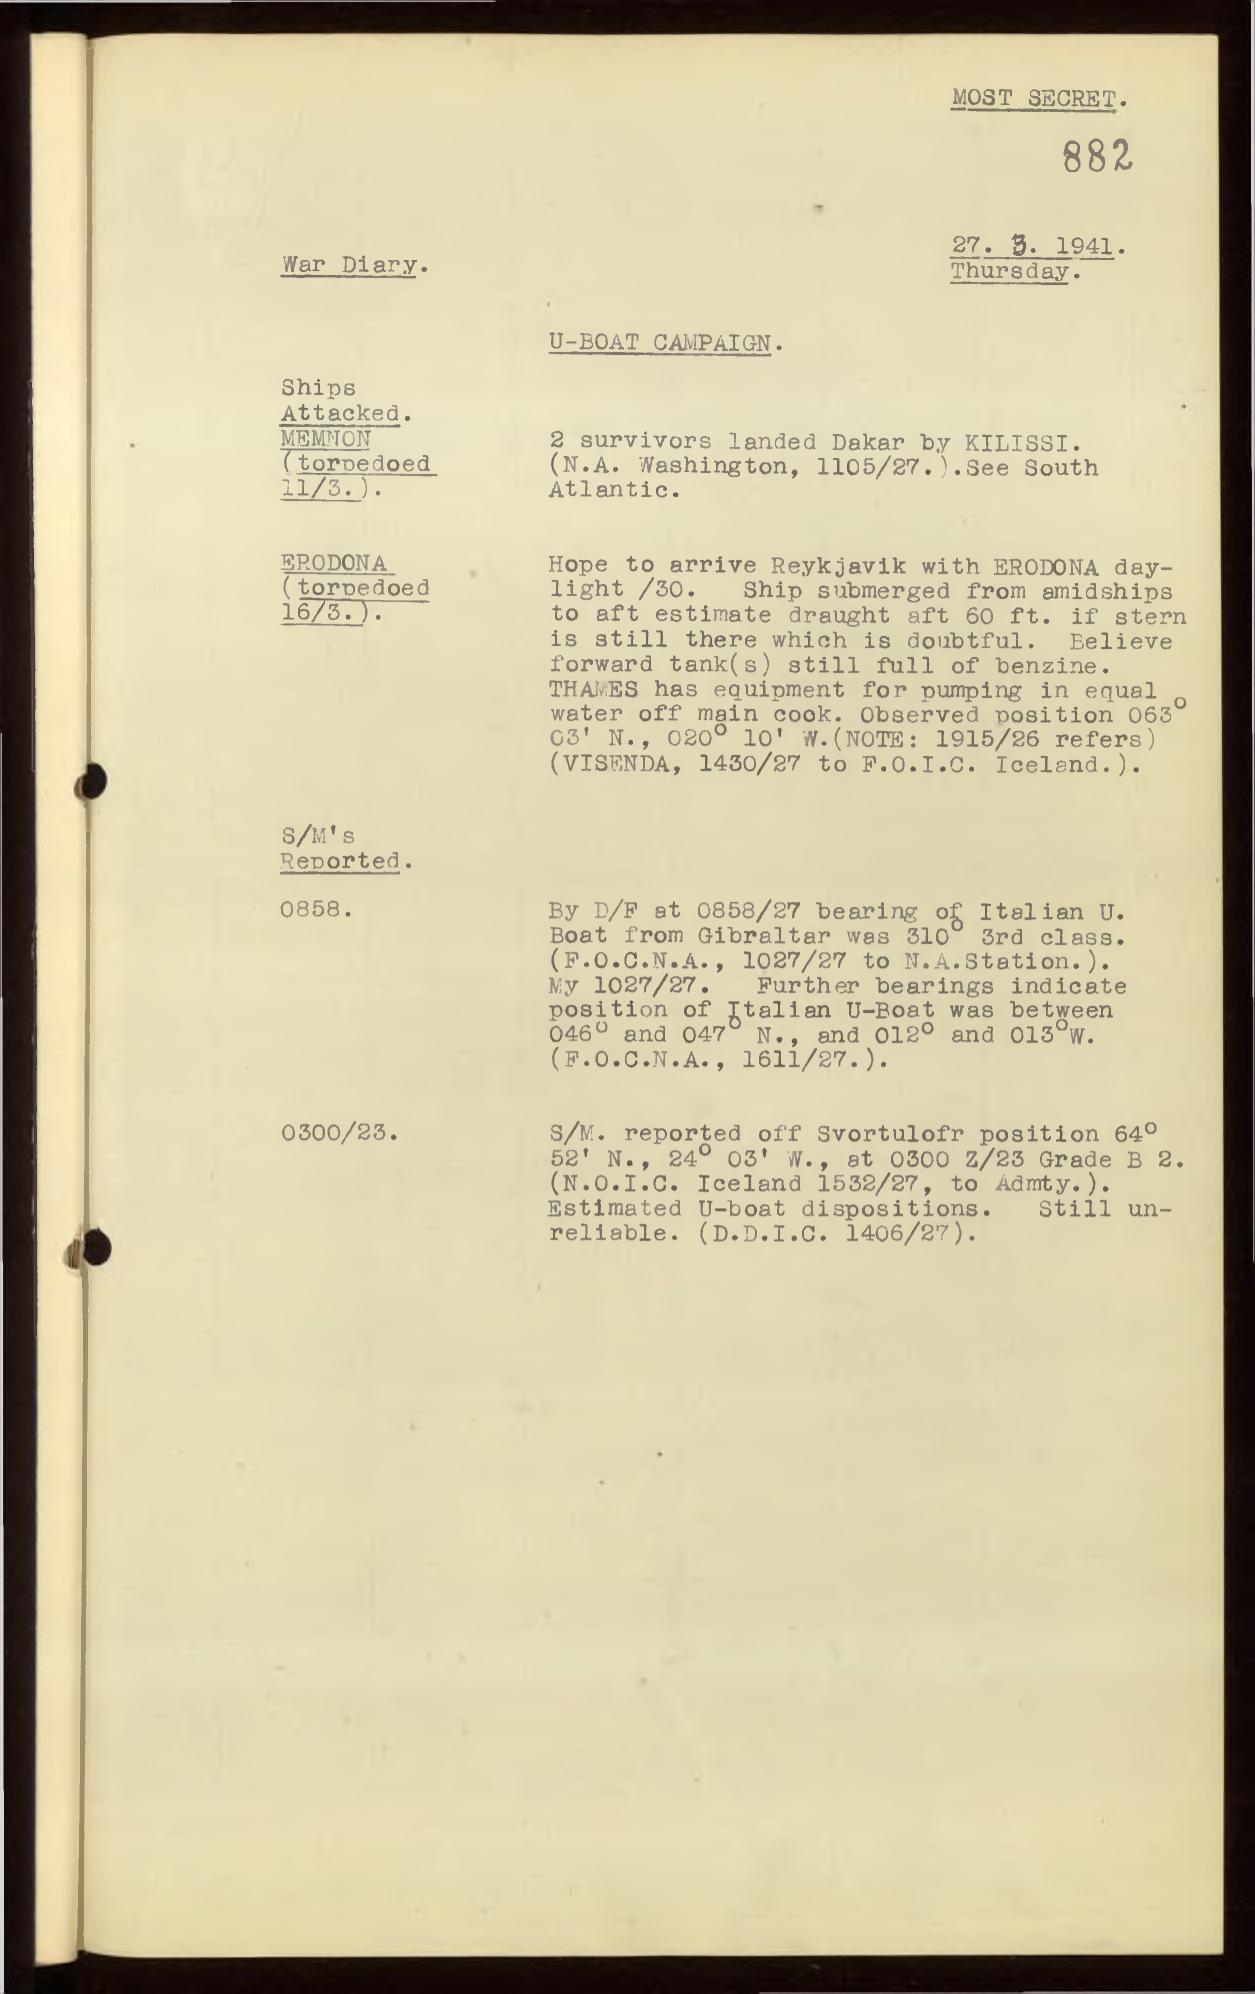 MOST SECRET.
882
27. 3. 1941.
Thursday.
War Diary.
U-BOAT CAMPAIGN.
Ships
Attacked.
MEMNON
(torpedoed
11/3.).
2 survivors landed Dakar by KILISSI.
(N.A. Washington, 1105/27.).See South
Atlantic.
ERODONA
(torpedoed
16/3.).
Hope to arrive Reykjavik with ERODONA day-
light /30. Ship submerged from amidships
to aft estimate draught aft 60 ft. if stern
is still there which is doubtful. Believe
forward tank(s) still full of benzine.
THAMES has equipment for pumping in equal
water off main cook. Observed position 063°
03' N., 020° 10' W.(NOTE: 1915/26 refers)
(VISENDA, 1430/27 to F.O.I.C. Iceland.).
S/M's
Reported.
0858.
By D/F at 0858/27 bearing of Italian U.
Boat from Gibraltar was 310° 3rd class.
(F.O.C.N.A., 1027/27 to N.A.Station.).
My 1027/27. Further bearings indicate
position of Italian U-Boat was between
046° and 047° N., and 012° and 013°W.
(F.O.C.N.A., 1611/27.).
0300/23.
S/M. reported off Svortulofr position 64°
52' N., 24° 03' W., at 0300 Z/23 Grade B 2.
(N.O.I.C. Iceland 1532/27, to Admty.).
Estimated U-boat dispositions. Still un-
reliable. (D.D.I.C. 1406/27).